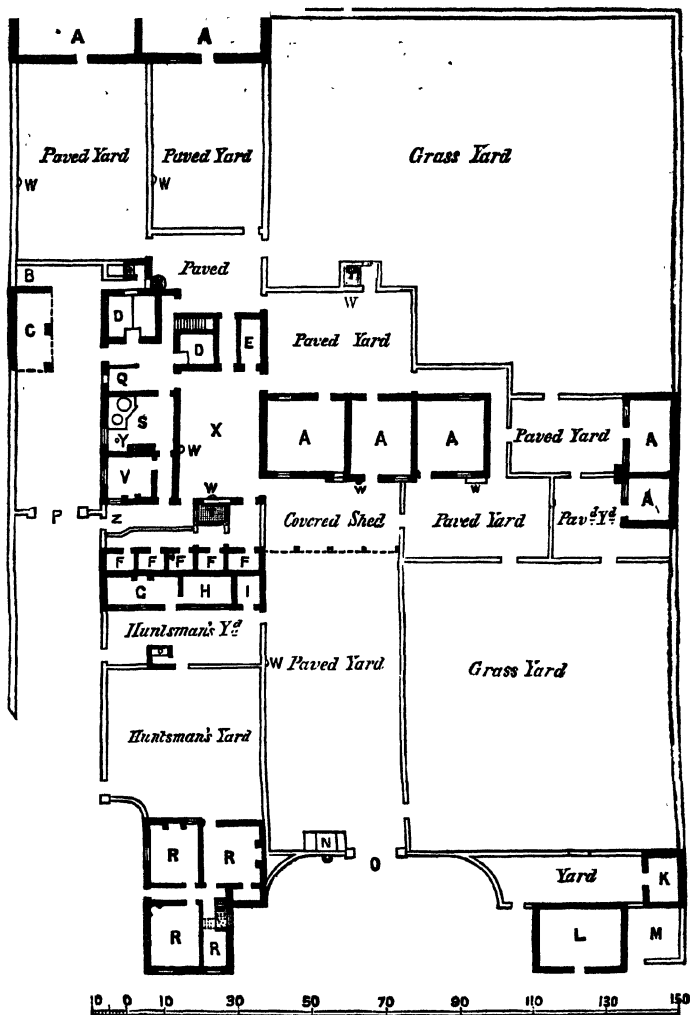 A A
Paved Yard Paved Yard Grass Yard
W W
Paved
B
W
C D D E Paved Yard
Q
S X A A A Paved Yard A
Y W
V A
W W W
P Z Covered Shed Paved Yard Pavd. Yd.
F F F F F
G H I
Huntsman's Yd.
W Paved Yard Grass Yard
Huntsman's Yard
R R N O Yard K
R R L M
10 0 10 30 50 70 90 110 130 150